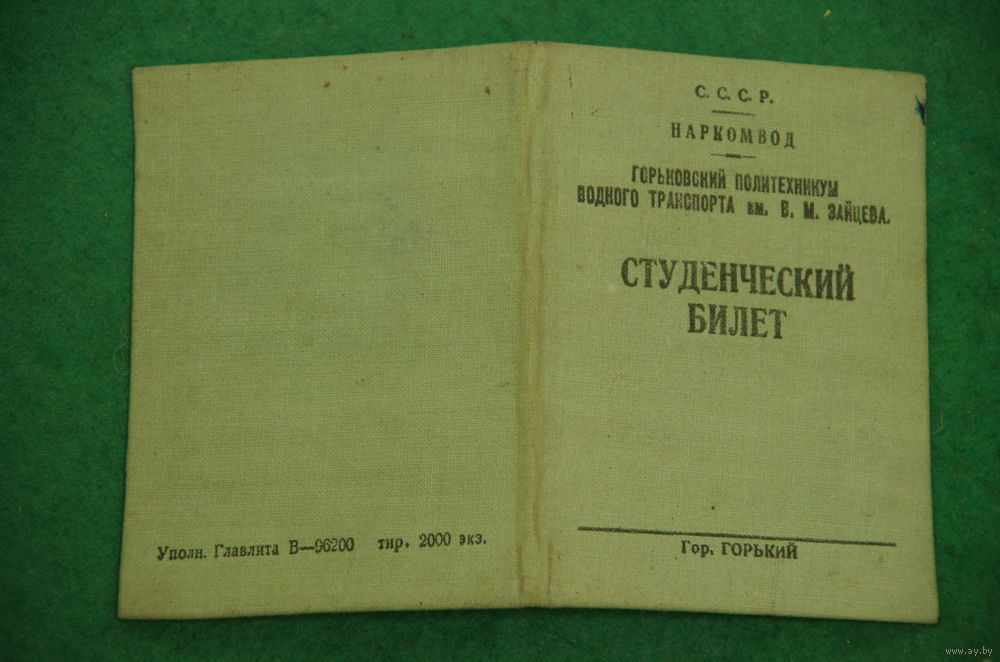 С. С. С. Р.
НАРКОМВОД
ГОРЬКОВСКИЙ ПОЛИТЕХНИКУМ
ВОДНОГО ТРАНСПОРТА им. В. М. ЗАЙЦЕВА.
СТУДЕНЧЕСКИЙ
БИЛЕТ
Гор. ГОРЬКИЙ
Уполн. Главлита В—96200 тир. 2000 экз.
www.ay.by